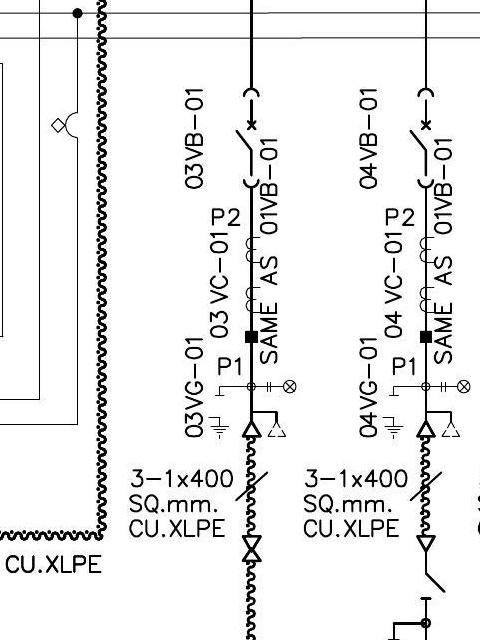 03VB-01
SAME AS 01VB-01
P2
03 VC-01
P1
03VG-01
3-1x400
SQ.mm.
CU.XLPE
04VB-01
SAME AS 01VB-01
P2
04 VC-01
P1
04VG-01
3-1x400
SQ.mm.
CU.XLPE
CU.XLPE